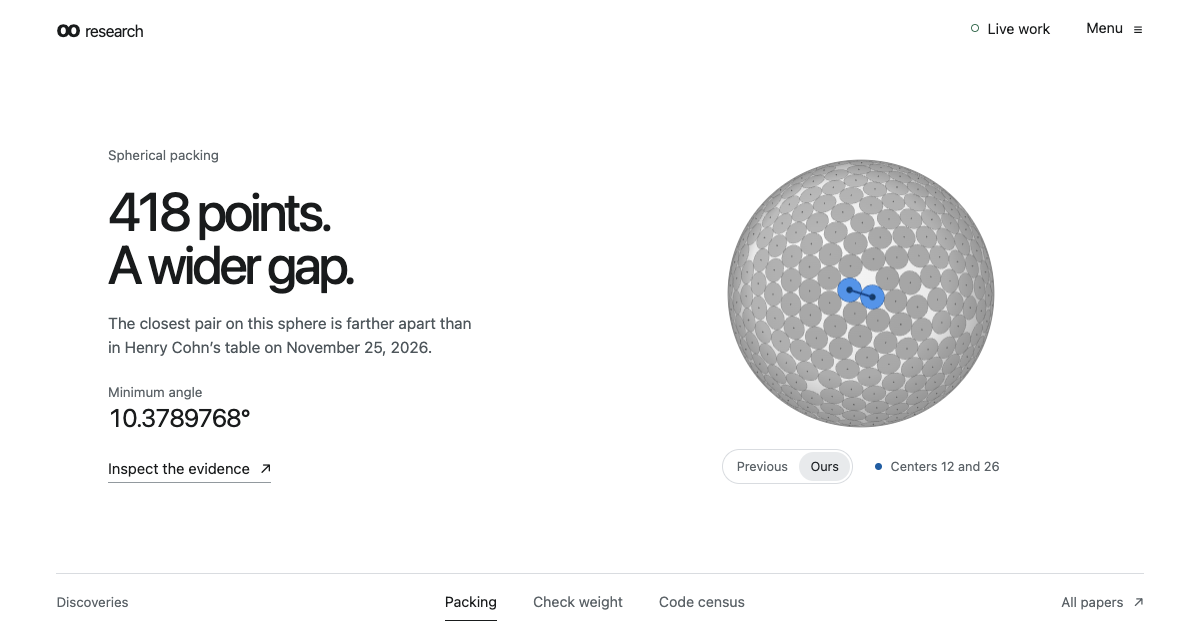 ∞ research
Live work
Menu ≡
Spherical packing
418 points.
A wider gap.
The closest pair on this sphere is farther apart than
in Henry Cohn’s table on November 25, 2026.
Minimum angle
10.3789768°
Inspect the evidence ↗
Previous
Ours
Centers 12 and 26
Discoveries
Packing
Check weight
Code census
All papers ↗